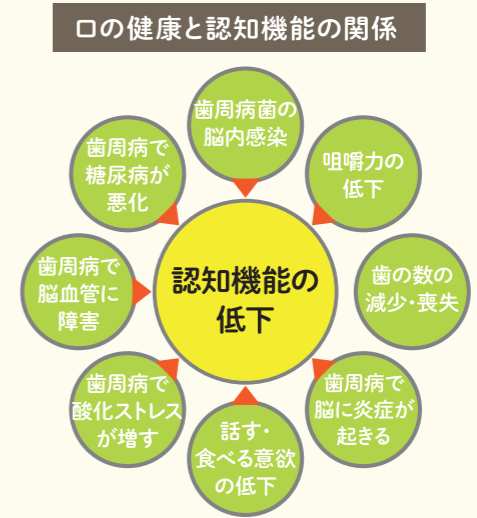 口の健康と認知機能の関係
歯周病菌の
脳内感染
咀嚼力の
低下
歯の数の
減少・喪失
歯周病で
脳に炎症が
起きる
話す・
食べる意欲
の低下
歯周病で
酸化ストレス
が増す
歯周病で
脳血管に
障害
歯周病で
糖尿病が
悪化
認知機能の
低下